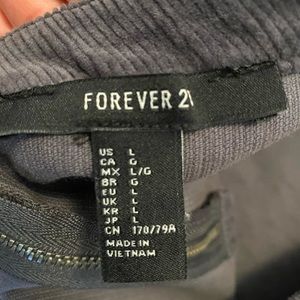 FOREVER 21
US L
CA G
MX L/G
BR G
EU L
UK L
KR L
JP L
CN 170/79A
MADE IN
VIETNAM